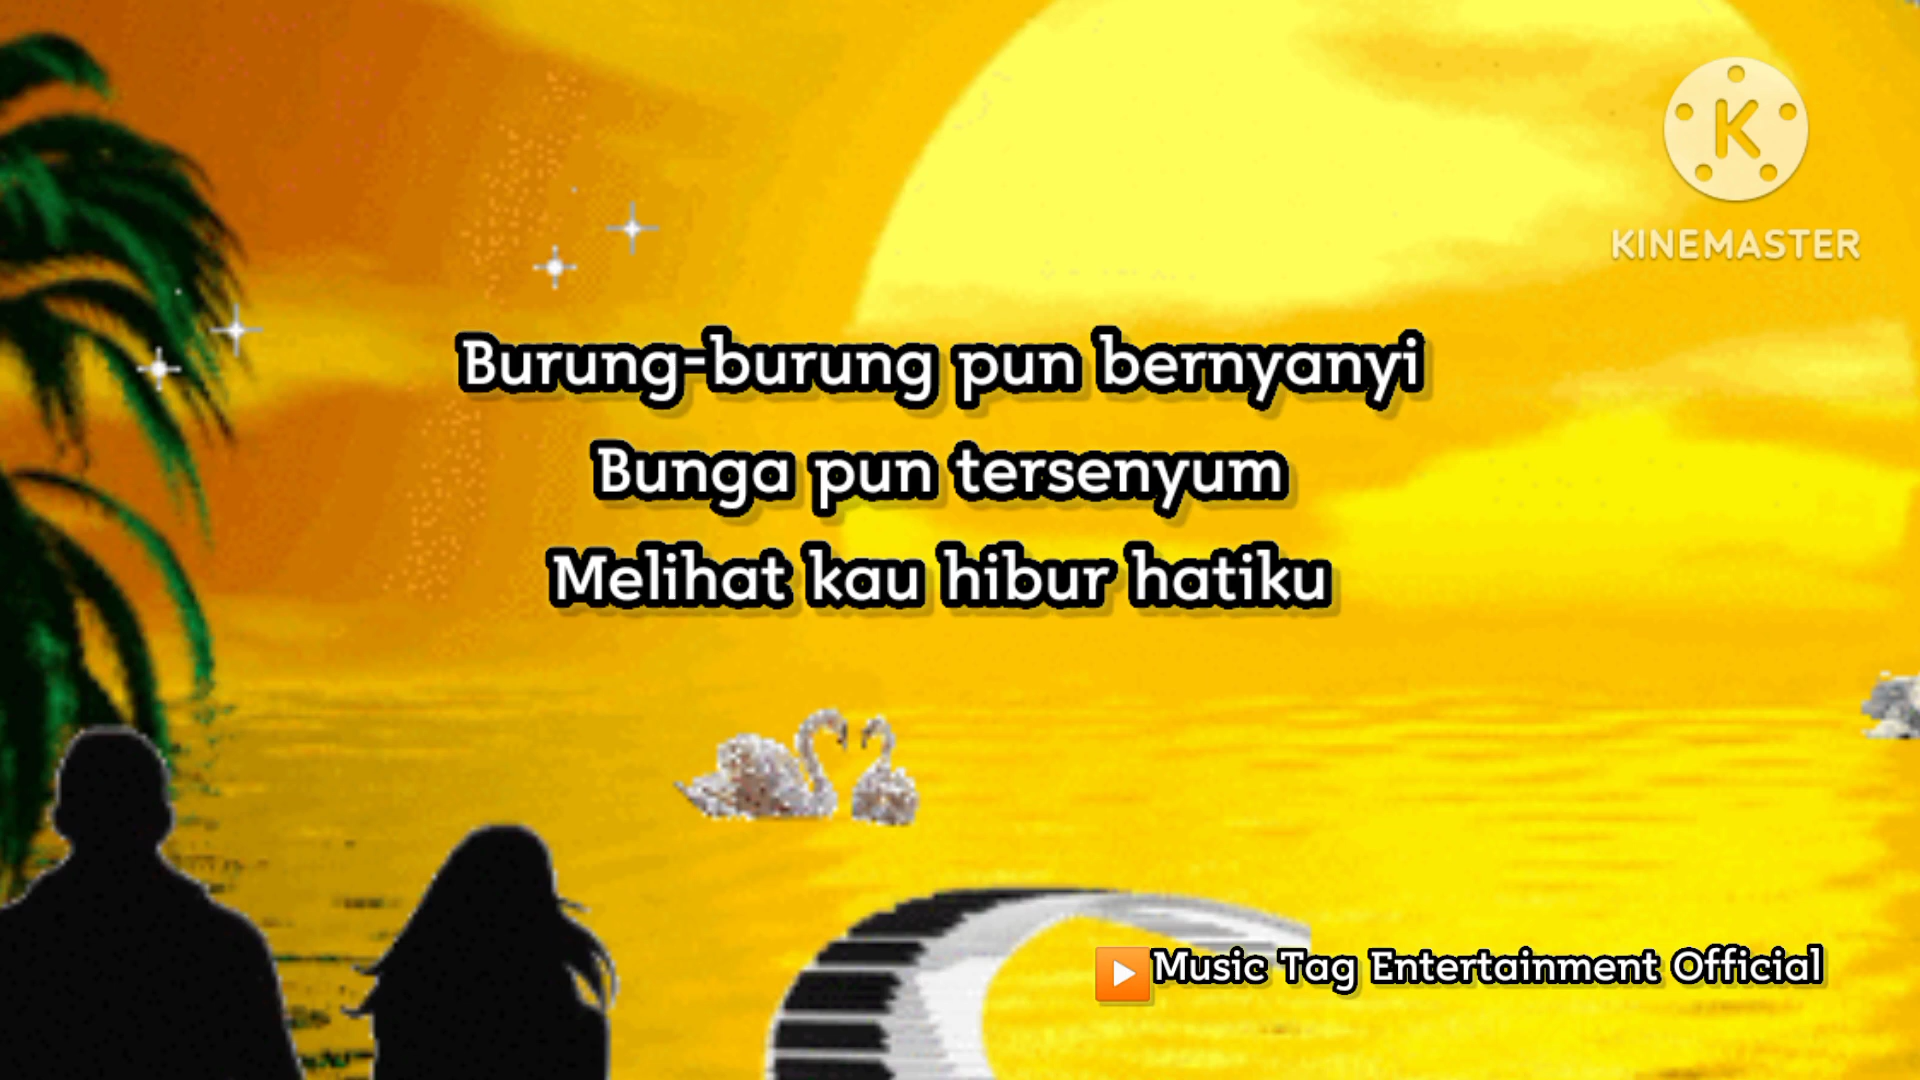 K
KINEMASTER
Burung-burung pun bernyanyi
Bunga pun tersenyum
Melihat kau hibur hatiku
Music Tag Entertainment Official